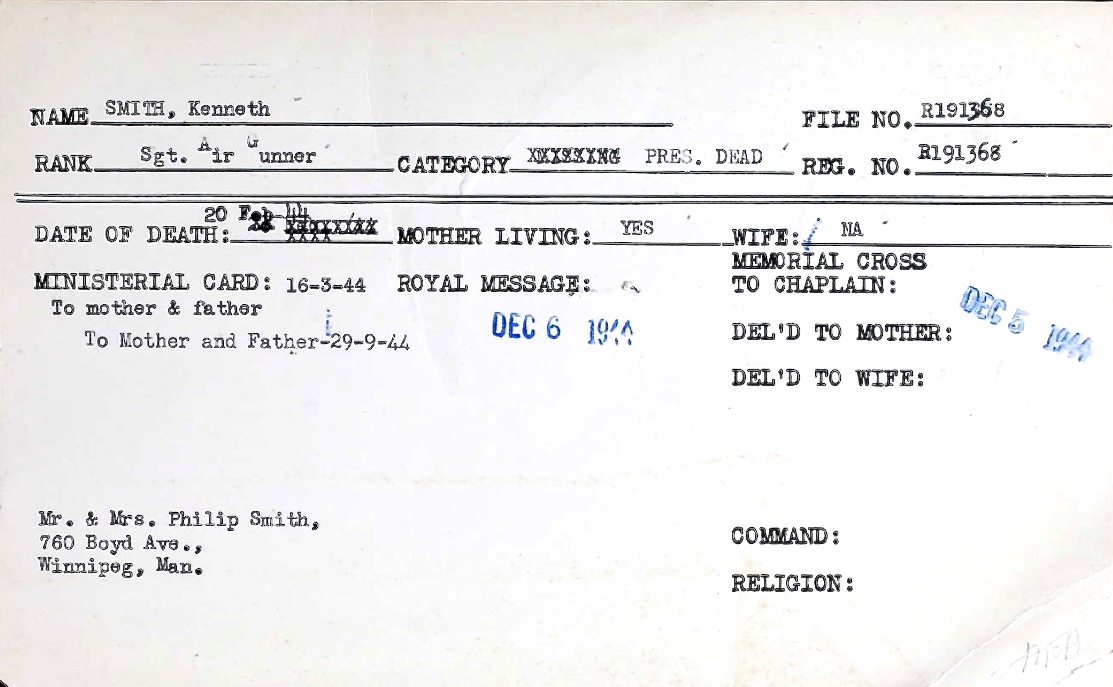 NAME SMITH, Kenneth FILE NO. R191368
RANK Sgt. Air Gunner CATEGORY PRES. DEAD REG. NO. R191368
DATE OF DEATH: 20 Feb 44 MOTHER LIVING: YES WIFE: NA
MINISTERIAL CARD: 16-3-44 ROYAL MESSAGE: MEMORIAL CROSS
TO CHAPLAIN:
To mother & father
To Mother and Father-29-9-44 DEC 6 1944 DEL'D TO MOTHER: DEC 5 1944
DEL'D TO WIFE:
Mr. & Mrs. Philip Smith,
760 Boyd Ave.,
Winnipeg, Man.
COMMAND:
RELIGION: